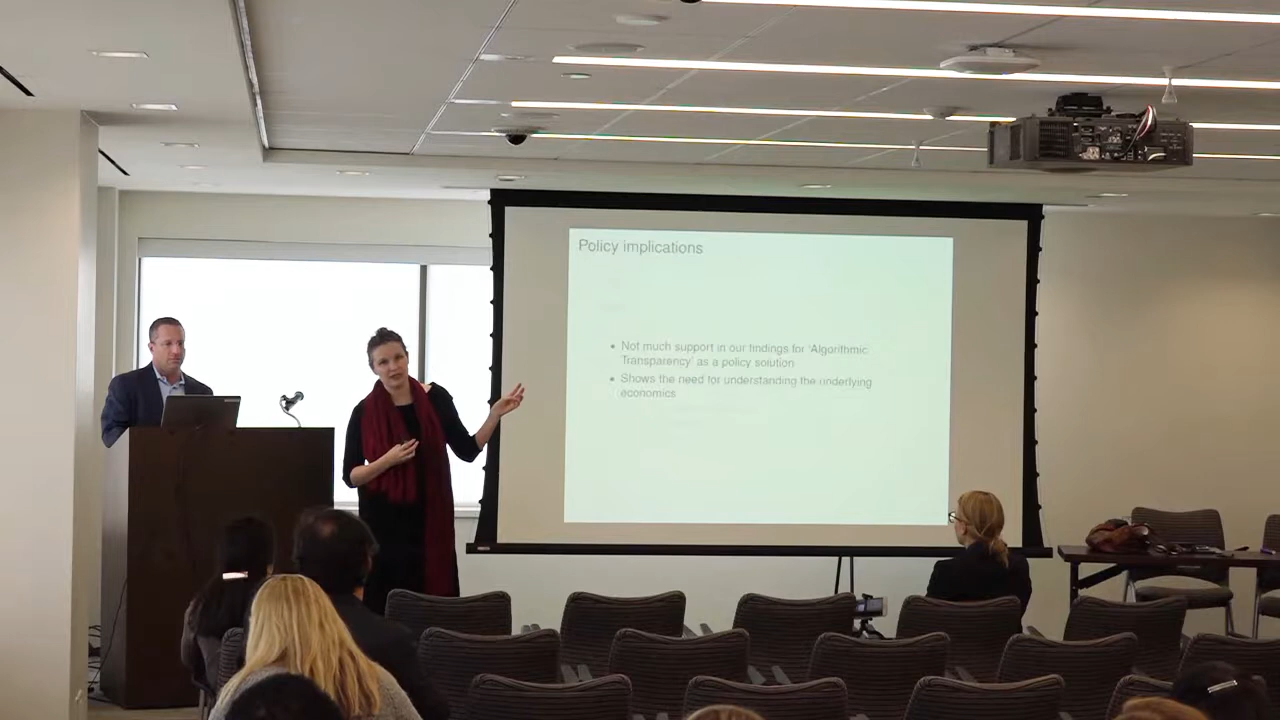 Policy implications
• Not much support in our findings for 'Algorithmic
Transparency' as a policy solution
• Shows the need for understanding the underlying
economics